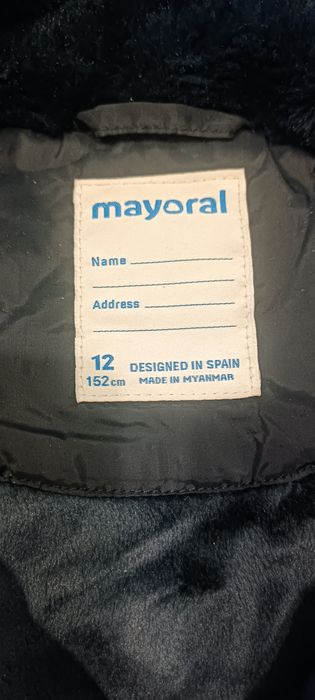 mayoral
Name
Address
12 DESIGNED IN SPAIN
152cm MADE IN MYANMAR